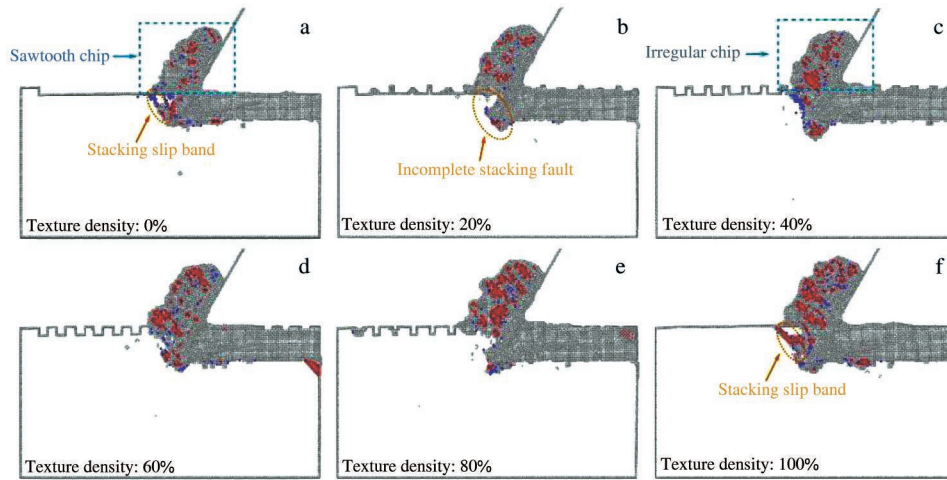 a
Sawtooth chip
Stacking slip band
Texture density: 0%
b
Incomplete stacking fault
Texture density: 20%
c
Irregular chip
Texture density: 40%
d
Texture density: 60%
e
Texture density: 80%
f
Stacking slip band
Texture density: 100%